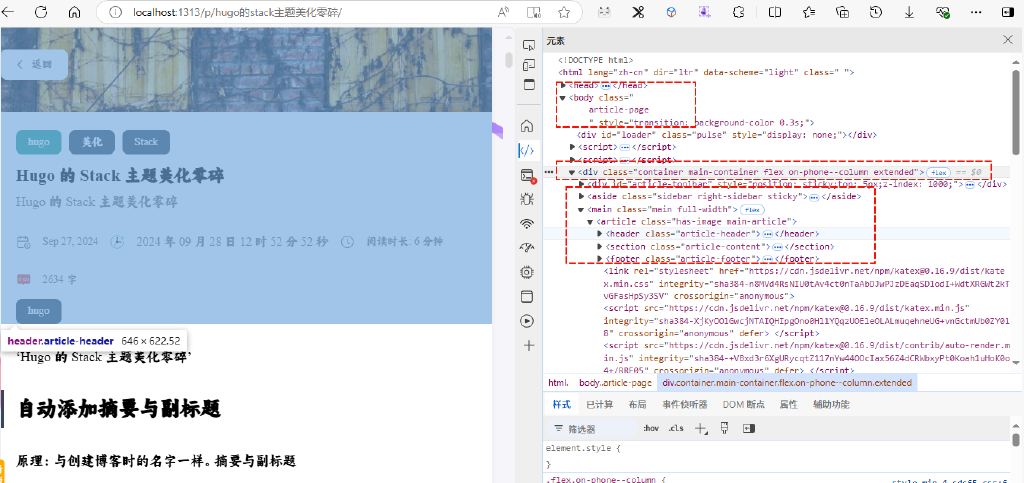 localhost:1313/p/hugo的stack主题美化零碎/
返回
hugo
美化
Stack
Hugo 的 Stack 主题美化零碎
Hugo 的 Stack 主题美化零碎
Sep 27, 2024
2024 年 09 月 28 日 12 时 52 分 52 秒
阅读时长: 6 分钟
2634 字
hugo
header.article-header 646 × 622.52
‘Hugo 的 Stack 主题美化零碎’
自动添加摘要与副标题
原理：与创建博客时的名字一样。摘要与副标题
元素
<!DOCTYPE html>
<html lang="zh-cn" dir="ltr" data-scheme="light" class=" ">
<head>…</head>
<body class="
article-page
" style="transition: background-color 0.3s;">
<div id="loader" class="pulse" style="display: none;"></div>
<script>…</script>
<script>…</script>
<div class="container main-container flex on-phone--column extended"> flex == $0
<div id="article-toolbar" style="position: sticky;top: 5px;z-index: 1000;">…</div>
<aside class="sidebar right-sidebar sticky">…</aside>
<main class="main full-width"> flex
<article class="has-image main-article">
<header class="article-header">…</header>
<section class="article-content">…</section>
<footer class="article-footer">…</footer>
<link rel="stylesheet" href="https://cdn.jsdelivr.net/npm/katex@0.16.9/dist/kate
x.min.css" integrity=
crossorigin="anonymous">
<script src="https://cdn.jsdelivr.net/npm/katex@0.16.9/dist/katex.min.js"
integrity=
crossorigin="anonymous" defer> </script>
<script src="https://cdn.jsdelivr.net/npm/katex@0.16.9/dist/contrib/auto-render.m
in.js" integrity=
crossorigin="anonymous" defer> </script>
html. body.article-page div.container.main-container.flex.on-phone--column.extended
样式 已计算 布局 事件侦听器 DOM 断点 属性 辅助功能
筛选器 :hov .cls
element.style {
}
.flex.on-phone--column {